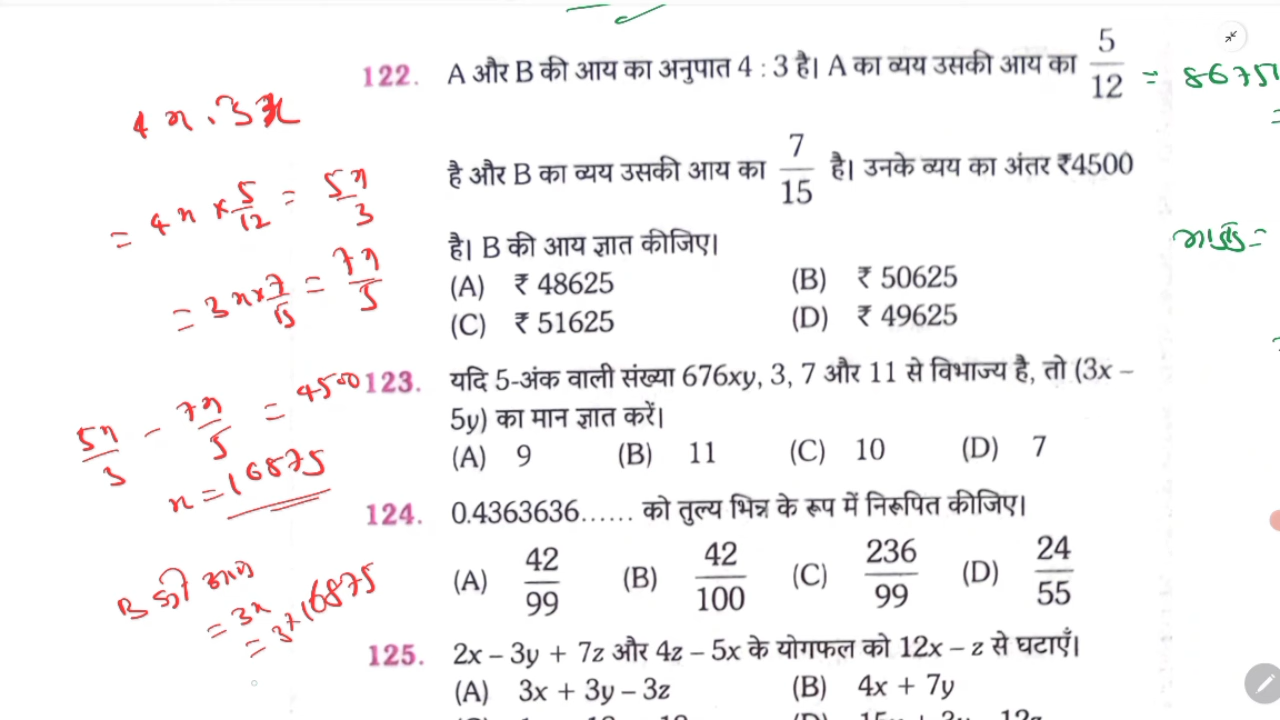 122. A और B की आय का अनुपात 4 : 3 है। A का व्यय उसकी आय का 5/12 = 8675
है और B का व्यय उसकी आय का 7/15 है। उनके व्यय का अंतर ₹4500
है। B की आय ज्ञात कीजिए।
(A) ₹ 48625 (B) ₹ 50625
(C) ₹ 51625 (D) ₹ 49625
123. यदि 5-अंक वाली संख्या 676xy, 3, 7 और 11 से विभाज्य है, तो (3x –
5y) का मान ज्ञात करें।
(A) 9 (B) 11 (C) 10 (D) 7
124. 0.4363636...... को तुल्य भिन्न के रूप में निरूपित कीजिए।
(A) 42/99 (B) 42/100 (C) 236/99 (D) 24/55
125. 2x – 3y + 7z और 4z – 5x के योगफल को 12x – z से घटाएँ।
(A) 3x + 3y – 3z (B) 4x + 7y
4x, 3x
= 4x × 5/12 = 5x/3
= 3x × 7/15 = 7x/5
5x/3 – 7x/5 = 4500
x = 16875
B की आय
= 3x
= 3×16875